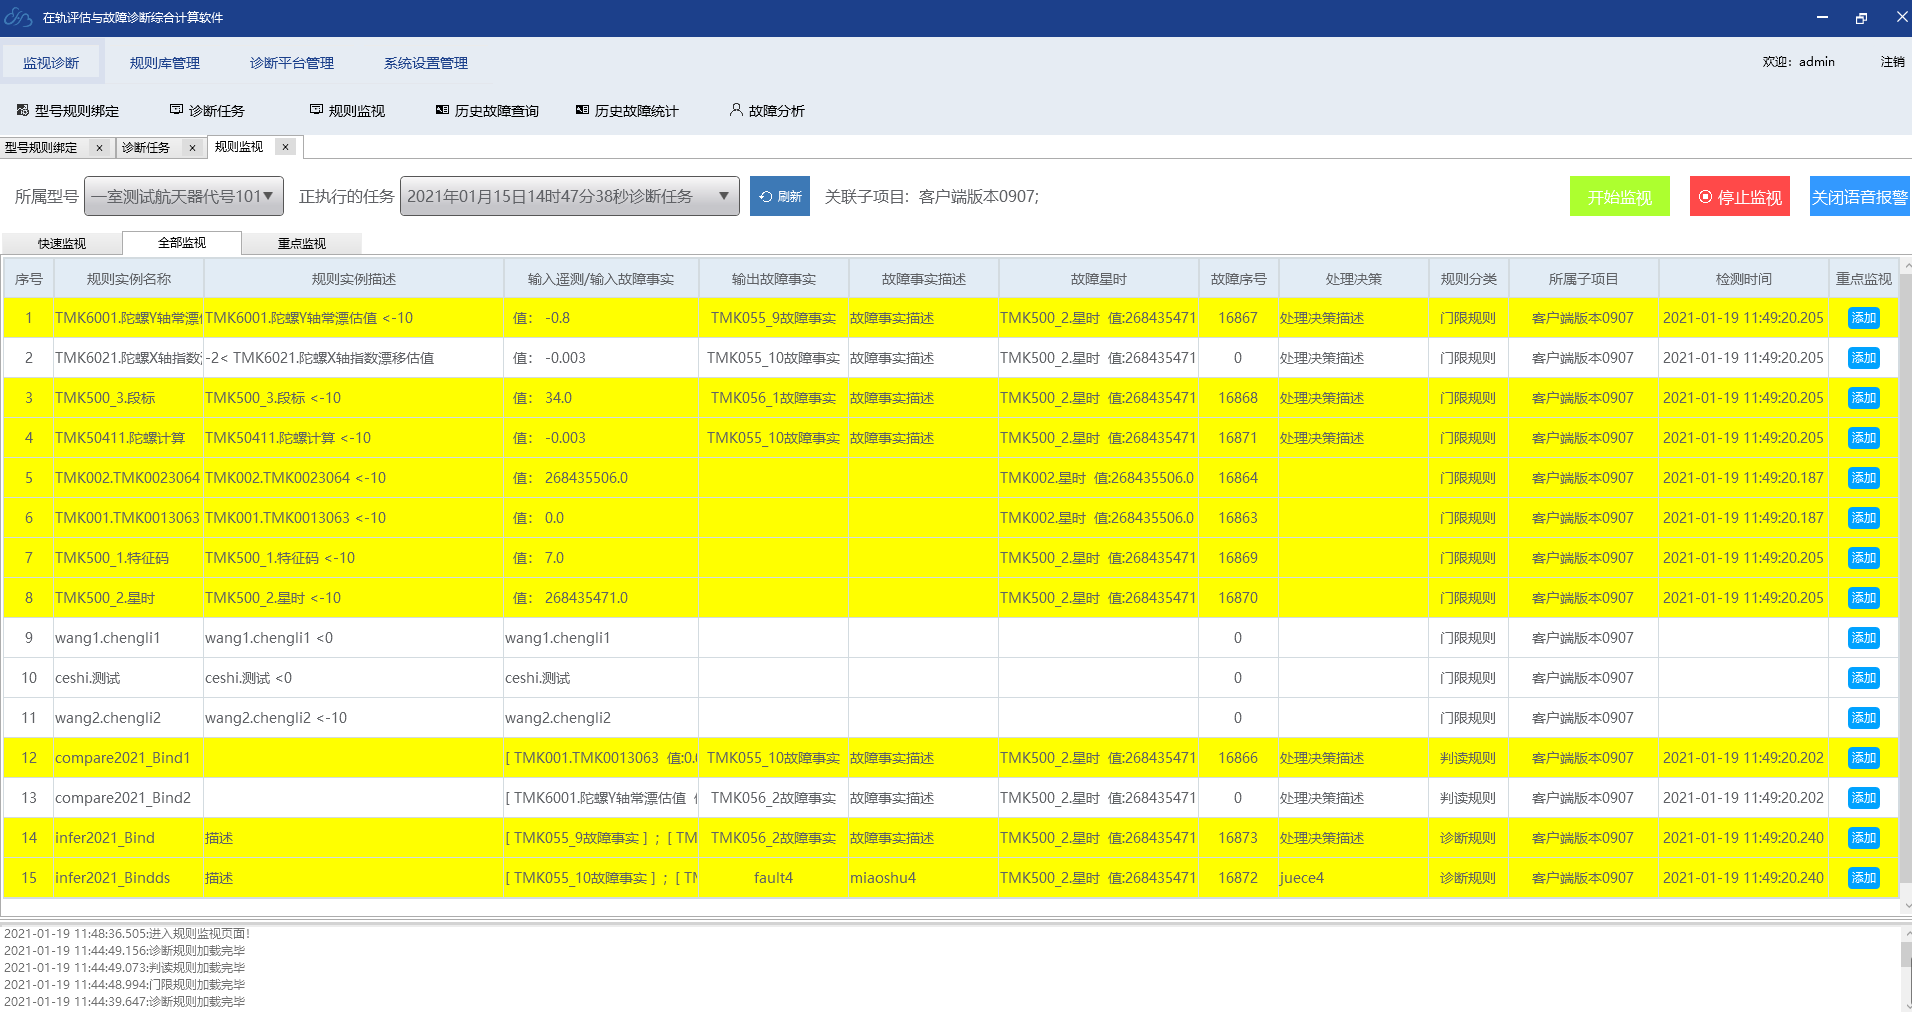 在轨评估与故障诊断综合计算软件
监视诊断 规则库管理 诊断平台管理 系统设置管理 欢迎：admin 注销
型号规则绑定 诊断任务 规则监视 历史故障查询 历史故障统计 故障分析
型号规则绑定 x 诊断任务 x 规则监视 x
所属型号 一室测试航天器代号101 正执行的任务 2021年01月15日14时47分38秒诊断任务 刷新 关联子项目：客户端版本0907; 开始监视 停止监视 关闭语音报警
快速监视 全部监视 重点监视
序号 规则实例名称 规则实例描述 输入遥测/输入故障事实 输出故障事实 故障事实描述 故障星时 故障序号 处理决策 规则分类 所属子项目 检测时间 重点监视
1 TMK6001.陀螺Y轴常漂 TMK6001.陀螺Y轴常漂估值 <-10 值： -0.8 TMK055_9故障事实 故障事实描述 TMK500_2.星时 值:268435471 16867 处理决策描述 门限规则 客户端版本0907 2021-01-19 11:49:20.205 添加
2 TMK6021.陀螺X轴指数 -2< TMK6021.陀螺X轴指数漂移估值 值： -0.003 TMK055_10故障事实 故障事实描述 TMK500_2.星时 值:268435471 0 处理决策描述 门限规则 客户端版本0907 2021-01-19 11:49:20.205 添加
3 TMK500_3.段标 TMK500_3.段标 <-10 值： 34.0 TMK056_1故障事实 故障事实描述 TMK500_2.星时 值:268435471 16868 处理决策描述 门限规则 客户端版本0907 2021-01-19 11:49:20.205 添加
4 TMK50411.陀螺计算 TMK50411.陀螺计算 <-10 值： -0.003 TMK055_10故障事实 故障事实描述 TMK500_2.星时 值:268435471 16871 处理决策描述 门限规则 客户端版本0907 2021-01-19 11:49:20.205 添加
5 TMK002.TMK0023064 TMK002.TMK0023064 <-10 值： 268435506.0 TMK002.星时 值:268435506.0 16864 门限规则 客户端版本0907 2021-01-19 11:49:20.187 添加
6 TMK001.TMK0013063 TMK001.TMK0013063 <-10 值： 0.0 TMK002.星时 值:268435506.0 16863 门限规则 客户端版本0907 2021-01-19 11:49:20.187 添加
7 TMK500_1.特征码 TMK500_1.特征码 <-10 值： 7.0 TMK500_2.星时 值:268435471 16869 门限规则 客户端版本0907 2021-01-19 11:49:20.205 添加
8 TMK500_2.星时 TMK500_2.星时 <-10 值： 268435471.0 TMK500_2.星时 值:268435471 16870 门限规则 客户端版本0907 2021-01-19 11:49:20.205 添加
9 wang1.chengli1 wang1.chengli1 <0 wang1.chengli1 0 门限规则 客户端版本0907 添加
10 ceshi.测试 ceshi.测试 <0 ceshi.测试 0 门限规则 客户端版本0907 添加
11 wang2.chengli2 wang2.chengli2 <-10 wang2.chengli2 0 门限规则 客户端版本0907 添加
12 compare2021_Bind1 [ TMK001.TMK0013063 值:0. TMK055_10故障事实 故障事实描述 TMK500_2.星时 值:268435471 16866 处理决策描述 判读规则 客户端版本0907 2021-01-19 11:49:20.202 添加
13 compare2021_Bind2 [ TMK6001.陀螺Y轴常漂估值 TMK056_2故障事实 故障事实描述 TMK500_2.星时 值:268435471 0 处理决策描述 判读规则 客户端版本0907 2021-01-19 11:49:20.202 添加
14 infer2021_Bind 描述 [ TMK055_9故障事实 ] ; [ TM TMK056_2故障事实 故障事实描述 TMK500_2.星时 值:268435471 16873 处理决策描述 诊断规则 客户端版本0907 2021-01-19 11:49:20.240 添加
15 infer2021_Bindds 描述 [ TMK055_10故障事实 ] ; [ T fault4 miaoshu4 TMK500_2.星时 值:268435471 16872 juece4 诊断规则 客户端版本0907 2021-01-19 11:49:20.240 添加
2021-01-19 11:48:36.505:进入规则监视页面!
2021-01-19 11:44:49.156:诊断规则加载完毕
2021-01-19 11:44:49.073:判读规则加载完毕
2021-01-19 11:44:48.994:门限规则加载完毕
2021-01-19 11:44:39.647:诊断规则加载完毕